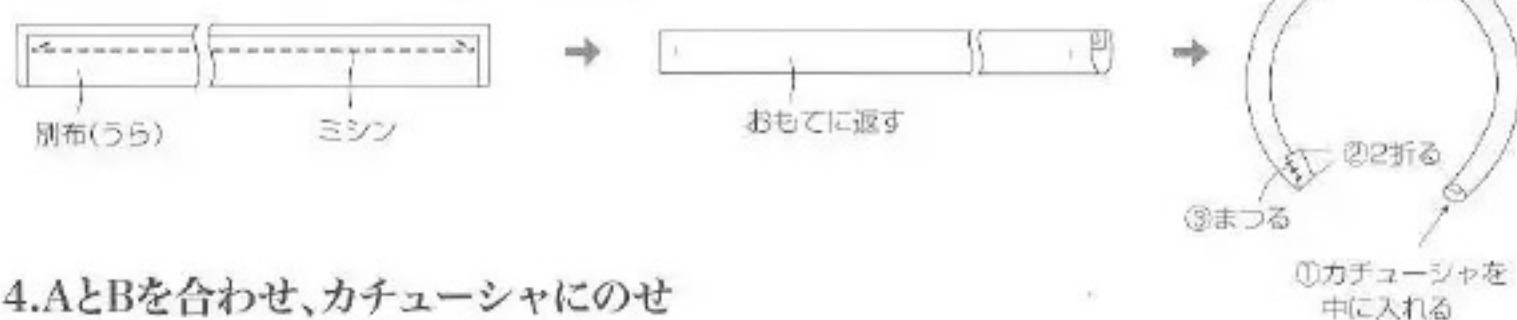 別布(うら)
ミシン
おもてに返す
②2折る
③まつる
①カチューシャを
中に入れる
4.AとBを合わせ、カチューシャにのせ